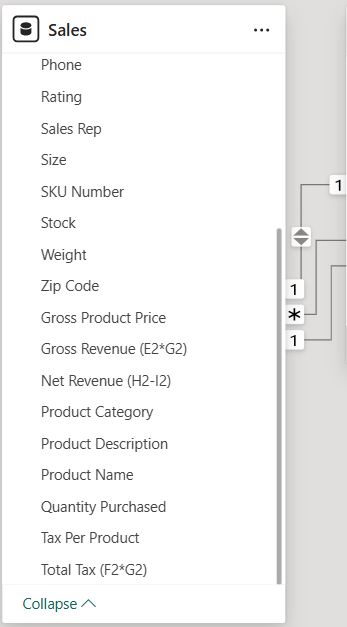 Sales
Phone
Rating
Sales Rep
Size
SKU Number
Stock
Weight
Zip Code
Gross Product Price
Gross Revenue (E2*G2)
Net Revenue (H2-I2)
Product Category
Product Description
Product Name
Quantity Purchased
Tax Per Product
Total Tax (F2*G2)
Collapse
1
1
*
1